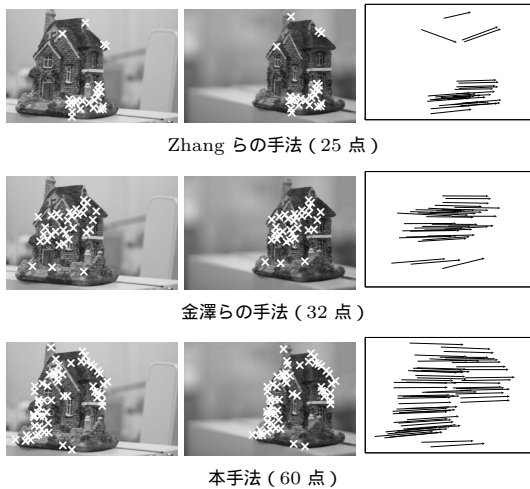 Zhang らの手法 ( 25 点 )
金澤らの手法 ( 32 点 )
本手法 ( 60 点 )